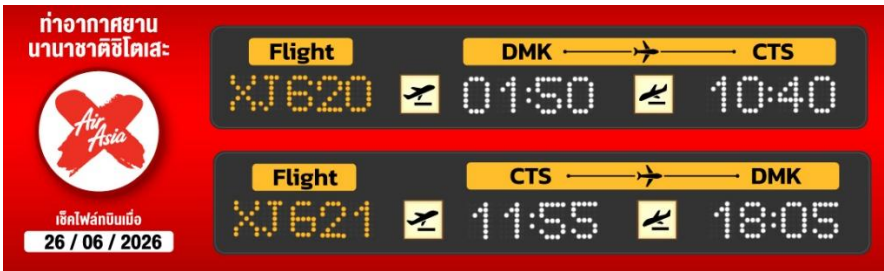 ท่าอากาศยาน
นานาชาติชิโตเสะ
Air
Asia
X
เช็คไฟล์ทบินเมื่อ
26 / 06 / 2026
Flight
DMK
CTS
XJ620
01:50
10:40
Flight
CTS
DMK
XJ621
11:55
18:05